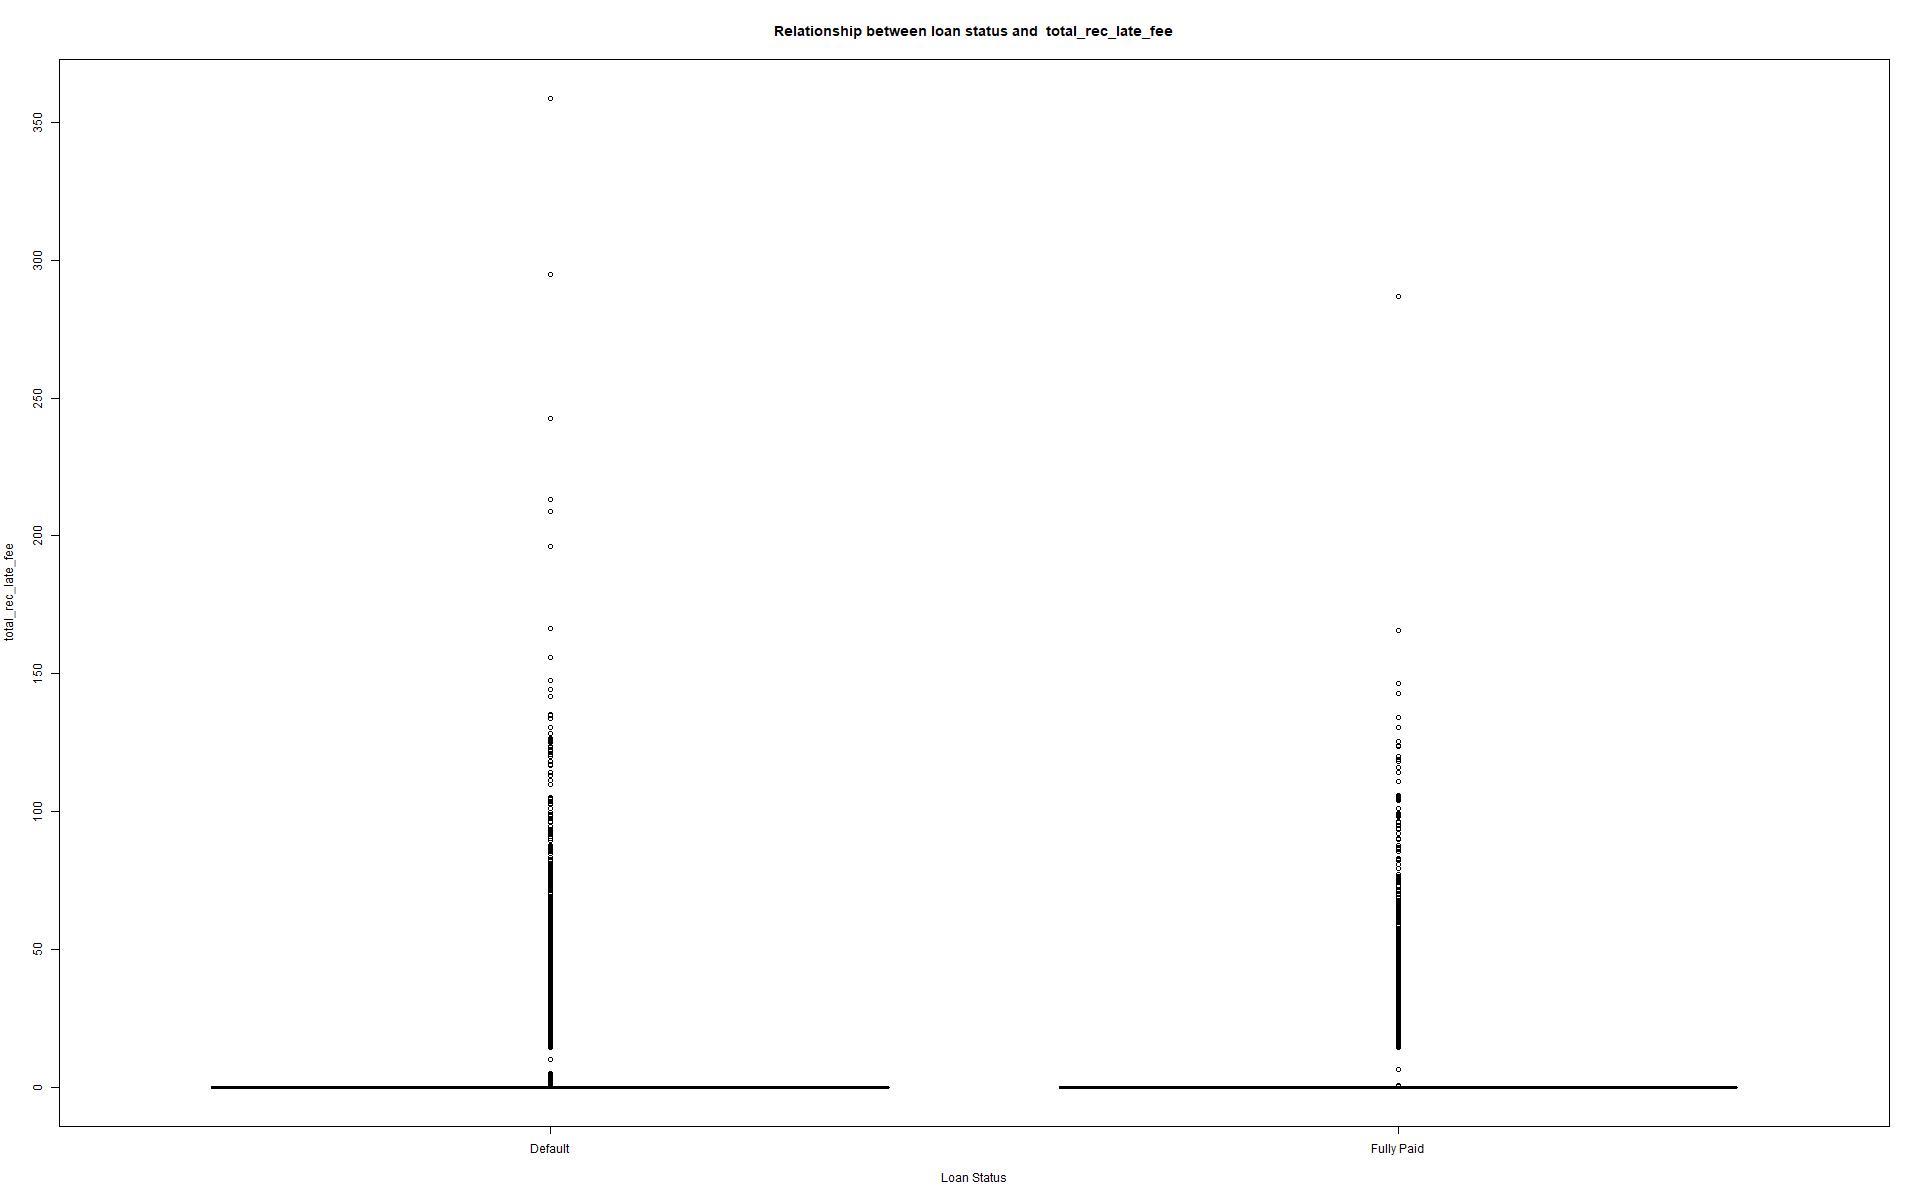 Relationship between loan status and  total_rec_late_fee
350
300
250
200
150
100
50
0
total_rec_late_fee
Default
Fully Paid
Loan Status